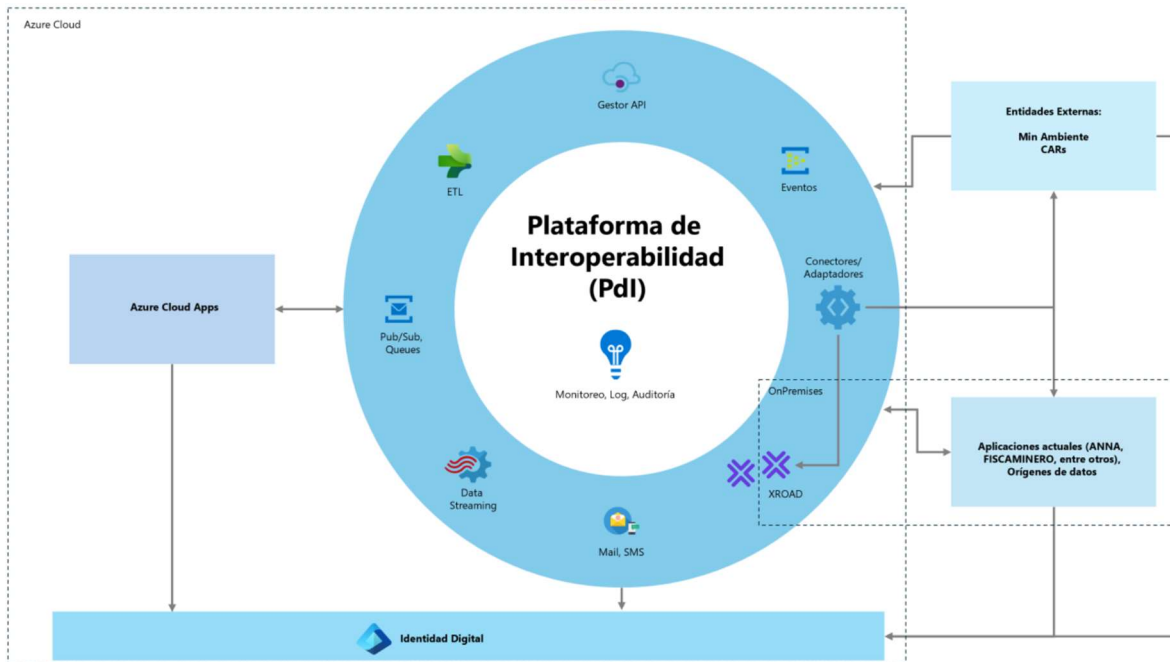 Azure Cloud
Gestor API
Entidades Externas:
Min Ambiente
CARs
ETL
Eventos
Plataforma de
Interoperabilidad
(PdI)
Conectores/
Adaptadores
Azure Cloud Apps
Pub/Sub,
Queues
Monitoreo, Log, Auditoría
OnPremises
Aplicaciones actuales (ANNA,
FISCAMINERO, entre otros),
Orígenes de datos
Data
Streaming
XROAD
Mail, SMS
Identidad Digital